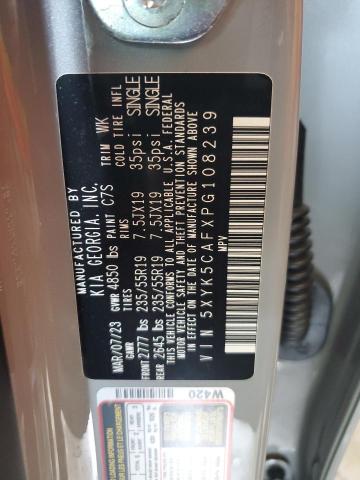 MANUFACTURED BY
KIA GEORGIA, INC.
MAR/07/23 GVWR 4850 lbs PAINT C7S TRIM WK
GAWR TIRES RIMS COLD TIRE INFL
FRONT 2777 lbs 235/55R19 7.5JX19 35psi SINGLE
REAR 2645 lbs 235/55R19 7.5JX19 35psi SINGLE
THIS VEHICLE CONFORMS TO ALL APPLICABLE U.S.A. FEDERAL
MOTOR VEHICLE SAFETY, BUMPER, AND THEFT PREVENTION STANDARDS
IN EFFECT ON THE DATE OF MANUFACTURE SHOWN ABOVE.
VIN 5XYK5CAFXPG108239
MPV
W420